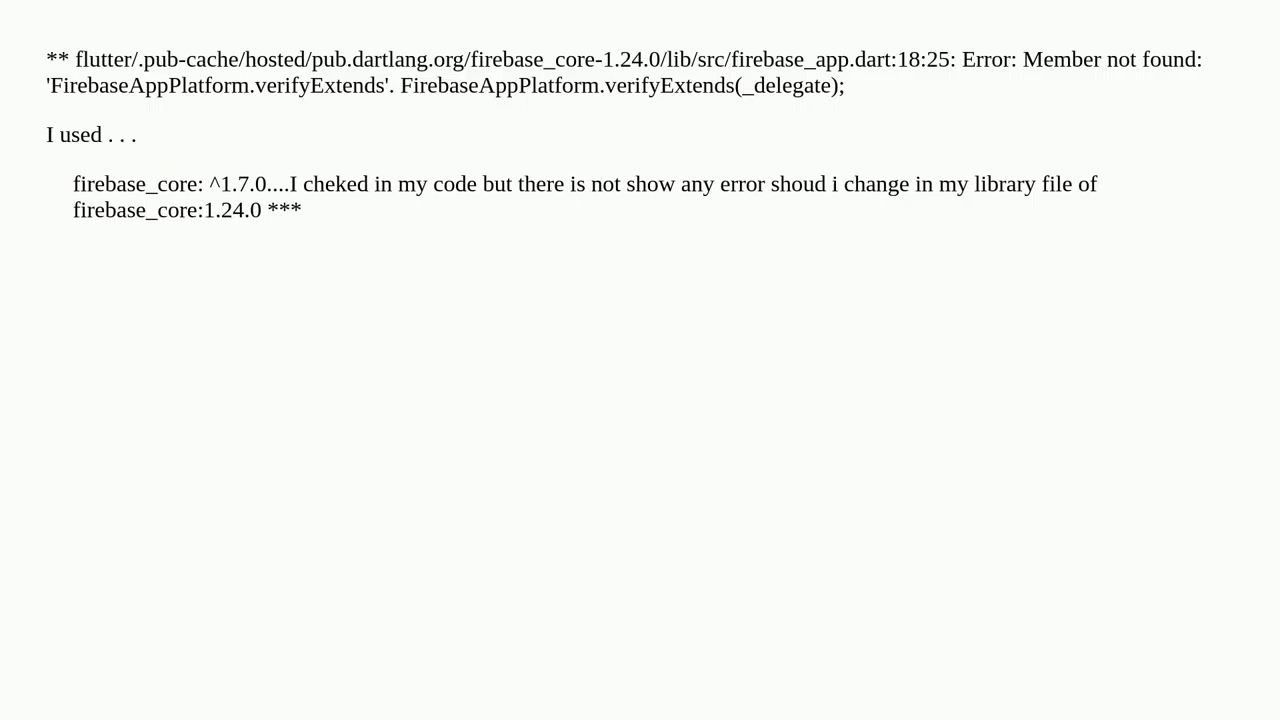 ** flutter/.pub-cache/hosted/pub.dartlang.org/firebase_core-1.24.0/lib/src/firebase_app.dart:18:25: Error: Member not found:
'FirebaseAppPlatform.verifyExtends'. FirebaseAppPlatform.verifyExtends(_delegate);
I used . . .
firebase_core: ^1.7.0....I cheked in my code but there is not show any error shoud i change in my library file of
firebase_core:1.24.0 ***